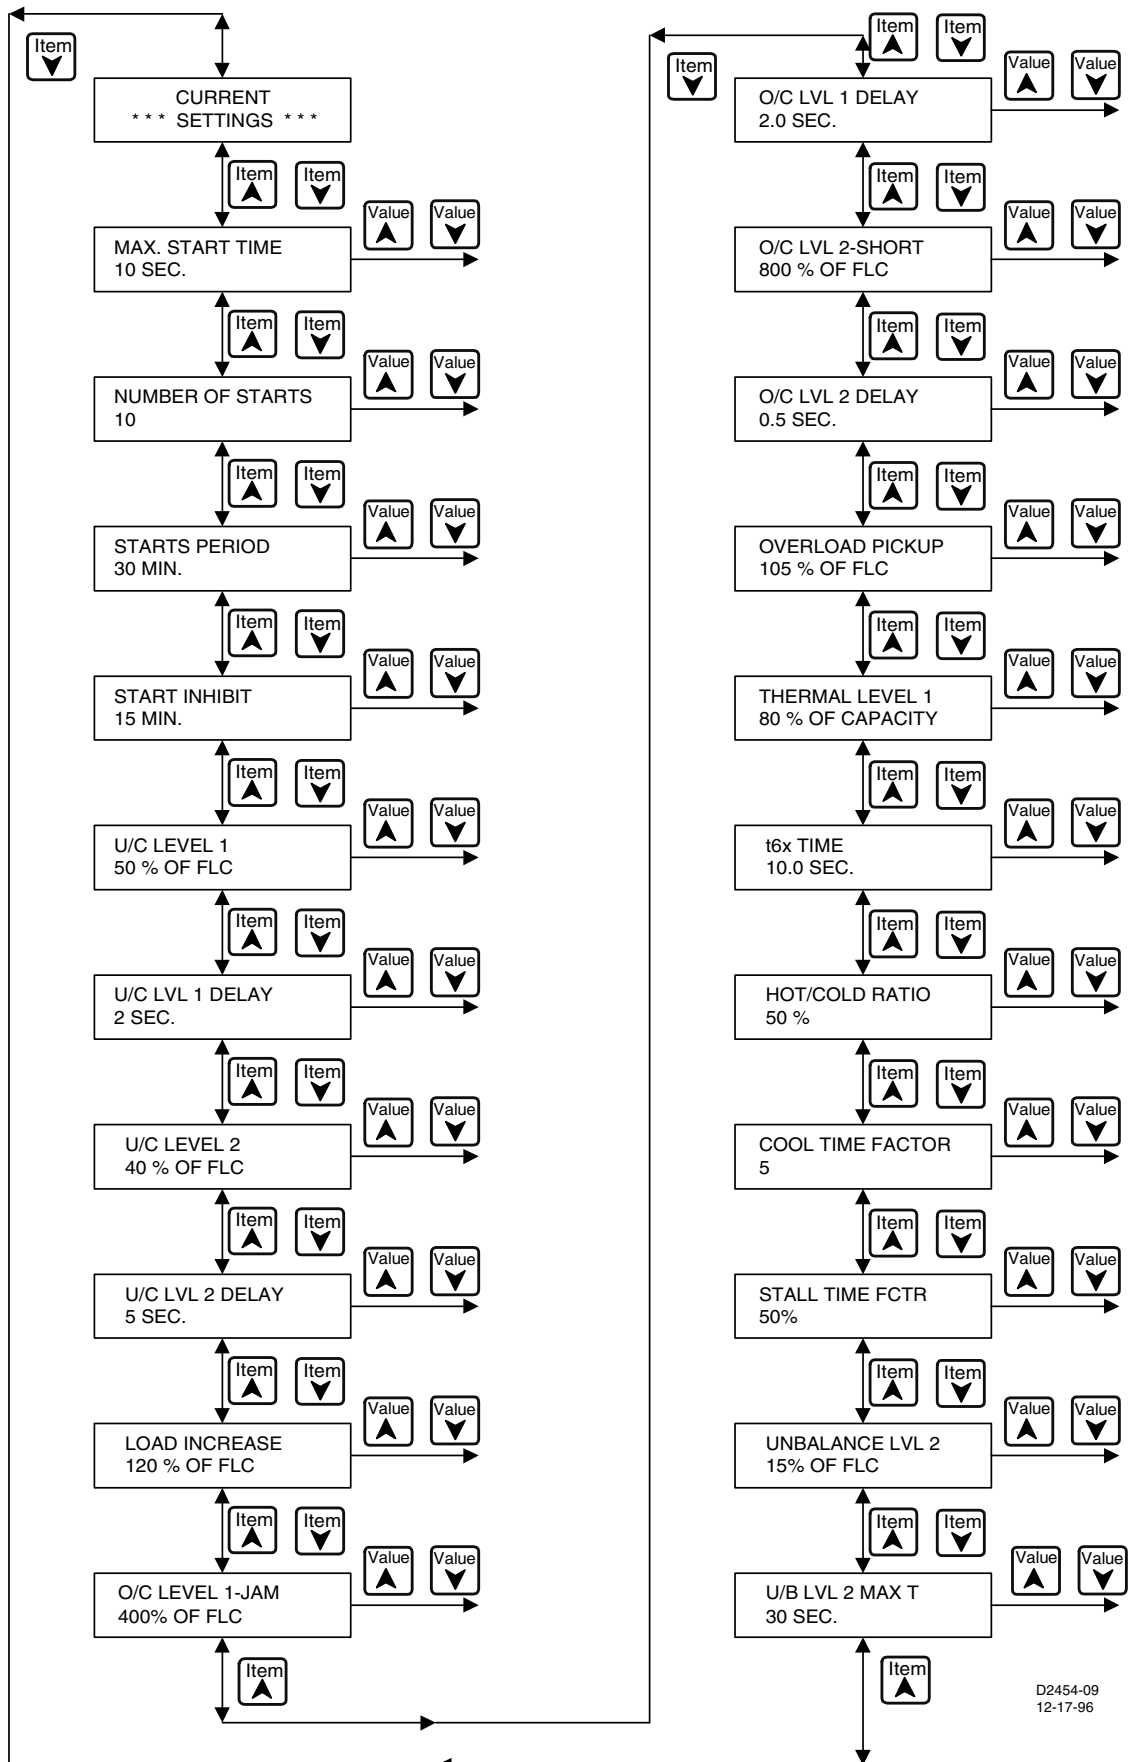 Item
CURRENT
* * * SETTINGS * * *
Item Item
Value Value
MAX. START TIME
10 SEC.
Item Item
Value Value
NUMBER OF STARTS
10
Item Item
Value Value
STARTS PERIOD
30 MIN.
Item Item
Value Value
START INHIBIT
15 MIN.
Item Item
Value Value
U/C LEVEL 1
50 % OF FLC
Item Item
Value Value
U/C LVL 1 DELAY
2 SEC.
Item Item
Value Value
U/C LEVEL 2
40 % OF FLC
Item Item
Value Value
U/C LVL 2 DELAY
5 SEC.
Item Item
Value Value
LOAD INCREASE
120 % OF FLC
Item Item
Value Value
O/C LEVEL 1-JAM
400% OF FLC
Item
Item Item
Item
Value Value
O/C LVL 1 DELAY
2.0 SEC.
Item Item
Value Value
O/C LVL 2-SHORT
800 % OF FLC
Item Item
Value Value
O/C LVL 2 DELAY
0.5 SEC.
Item Item
Value Value
OVERLOAD PICKUP
105 % OF FLC
Item Item
Value Value
THERMAL LEVEL 1
80 % OF CAPACITY
Item Item
Value Value
t6x TIME
10.0 SEC.
Item Item
Value Value
HOT/COLD RATIO
50 %
Item Item
Value Value
COOL TIME FACTOR
5
Item Item
Value Value
STALL TIME FCTR
50%
Item Item
Value Value
UNBALANCE LVL 2
15% OF FLC
Item Item
Value Value
U/B LVL 2 MAX T
30 SEC.
Item
D2454-09
12-17-96